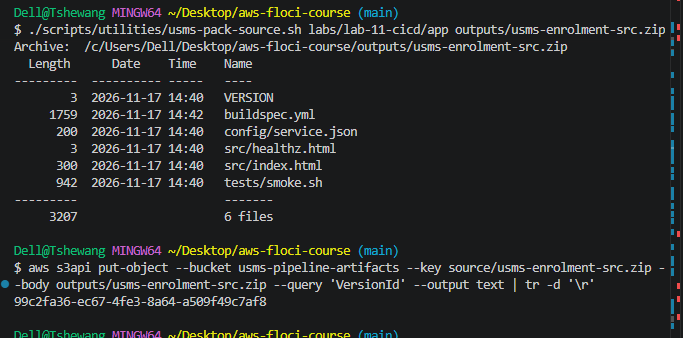 Dell@Tshewang MINGW64 ~/Desktop/aws-floci-course (main)
$ ./scripts/utilities/usms-pack-source.sh labs/lab-11-cicd/app outputs/usms-enrolment-src.zip
Archive:  /c/Users/Dell/Desktop/aws-floci-course/outputs/usms-enrolment-src.zip
  Length      Date    Time    Name
---------  ---------- -----   ----
        3  2026-11-17 14:40   VERSION
     1759  2026-11-17 14:42   buildspec.yml
      200  2026-11-17 14:40   config/service.json
        3  2026-11-17 14:40   src/healthz.html
      300  2026-11-17 14:40   src/index.html
      942  2026-11-17 14:40   tests/smoke.sh
---------                     -------
     3207                     6 files
Dell@Tshewang MINGW64 ~/Desktop/aws-floci-course (main)
$ aws s3api put-object --bucket usms-pipeline-artifacts --key source/usms-enrolment-src.zip -
-body outputs/usms-enrolment-src.zip --query 'VersionId' --output text | tr -d '\r'
99c2fa36-ec67-4fe3-8a64-a509f49c7af8
Dell@Tshewang MINGW64 ~/Desktop/aws-floci-course (main)